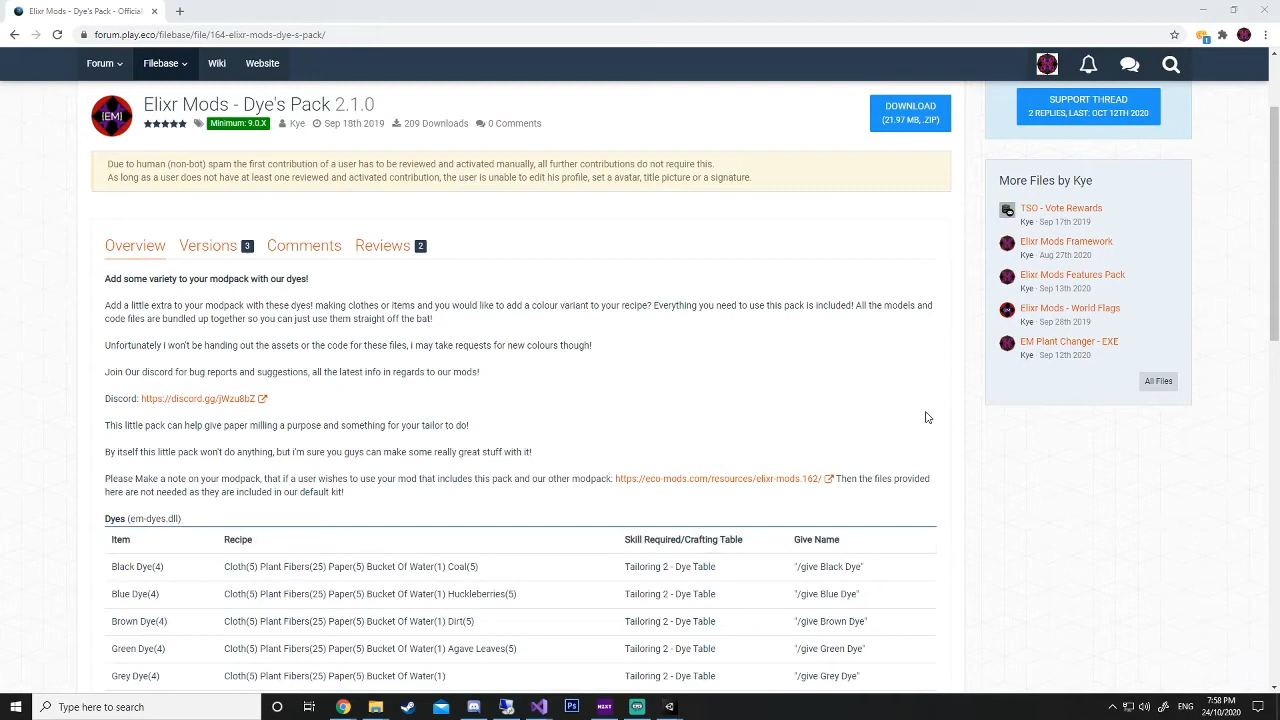 Elixr Mods - Dye's Pack - Official
forum.play.eco/filebase/file/164-elixr-mods-dye-s-pack/
1
Forum
Filebase
Wiki
Website
[EM]
Elixr Mods - Dye's Pack 2.1.0
Minimum: 9.0.X
Kye
Sep 18th 2019
209 Downloads
0 Comments
DOWNLOAD
(21.97 MB, .ZIP)
SUPPORT THREAD
2 REPLIES, LAST: OCT 12TH 2020
Due to human (non-bot) spam the first contribution of a user has to be reviewed and activated manually, all further contributions do not require this.
As long as a user does not have at least one reviewed and activated contribution, the user is unable to edit his profile, set a avatar, title picture or a signature.
More Files by Kye
TSO - Vote Rewards
Kye - Sep 17th 2019
Elixr Mods Framework
Kye - Aug 27th 2020
Elixr Mods Features Pack
Kye - Sep 13th 2020
Elixr Mods - World Flags
Kye - Sep 28th 2019
EM Plant Changer - EXE
Kye - Sep 12th 2020
All Files
Overview Versions 3 Comments Reviews 2
Add some variety to your modpack with our dyes!
Add a little extra to your modpack with these dyes! making clothes or items and you would like to add a colour variant to your recipe? Everything you need to use this pack is included! All the models and
code files are bundled up together so you can just use them straight off the bat!
Unfortunately i won't be handing out the assets or the code for these files, i may take requests for new colours though!
Join Our discord for bug reports and suggestions, all the latest info in regards to our mods!
Discord: https://discord.gg/jWzu8bZ
This little pack can help give paper milling a purpose and something for your tailor to do!
By itself this little pack won't do anything, but i'm sure you guys can make some really great stuff with it!
Please Make a note on your modpack, that if a user wishes to use your mod that includes this pack and our other modpack: https://eco-mods.com/resources/elixr-mods.162/ Then the files provided
here are not needed as they are included in our default kit!
Dyes (em-dyes.dll)
Item Recipe Skill Required/Crafting Table Give Name
Black Dye(4) Cloth(5) Plant Fibers(25) Paper(5) Bucket Of Water(1) Coal(5) Tailoring 2 - Dye Table "/give Black Dye"
Blue Dye(4) Cloth(5) Plant Fibers(25) Paper(5) Bucket Of Water(1) Huckleberries(5) Tailoring 2 - Dye Table "/give Blue Dye"
Brown Dye(4) Cloth(5) Plant Fibers(25) Paper(5) Bucket Of Water(1) Dirt(5) Tailoring 2 - Dye Table "/give Brown Dye"
Green Dye(4) Cloth(5) Plant Fibers(25) Paper(5) Bucket Of Water(1) Agave Leaves(5) Tailoring 2 - Dye Table "/give Green Dye"
Grey Dye(4) Cloth(5) Plant Fibers(25) Paper(5) Bucket Of Water(1) Tailoring 2 - Dye Table "/give Grey Dye"
Type here to search
Ps
ENG
7:58 PM
24/10/2020